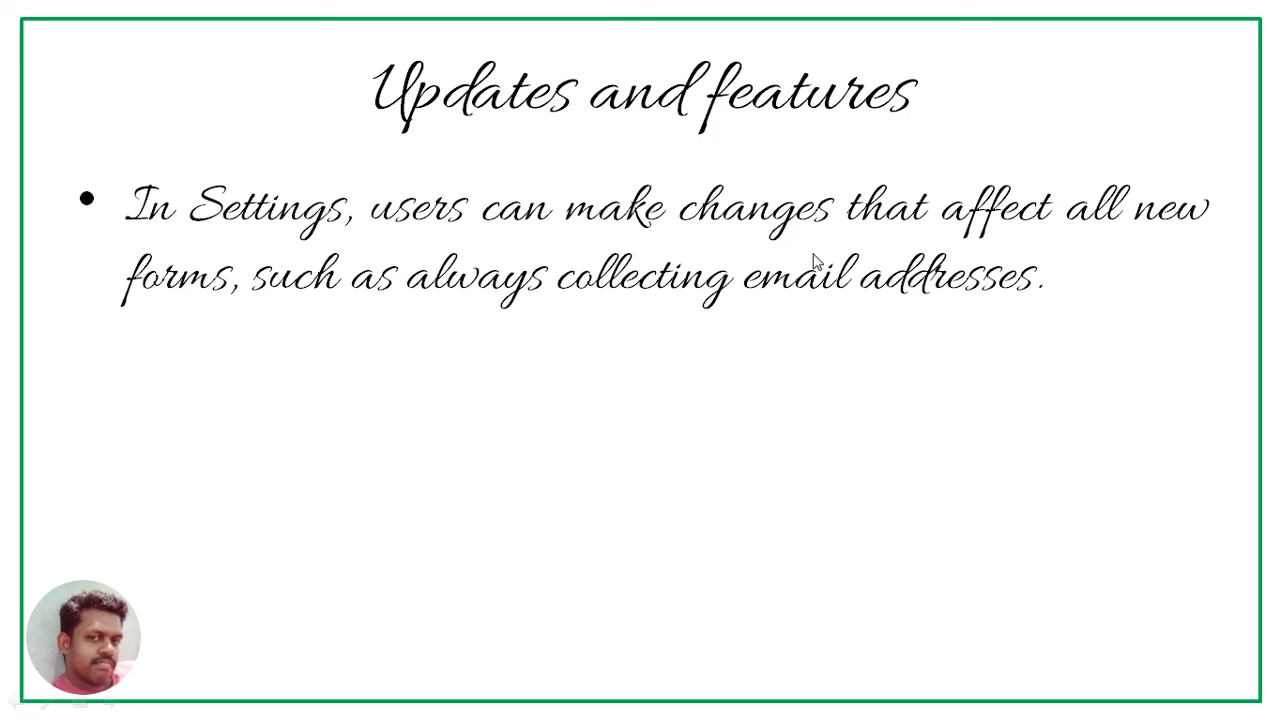 Updates and features
• In Settings, users can make changes that affect all new
forms, such as always collecting email addresses.